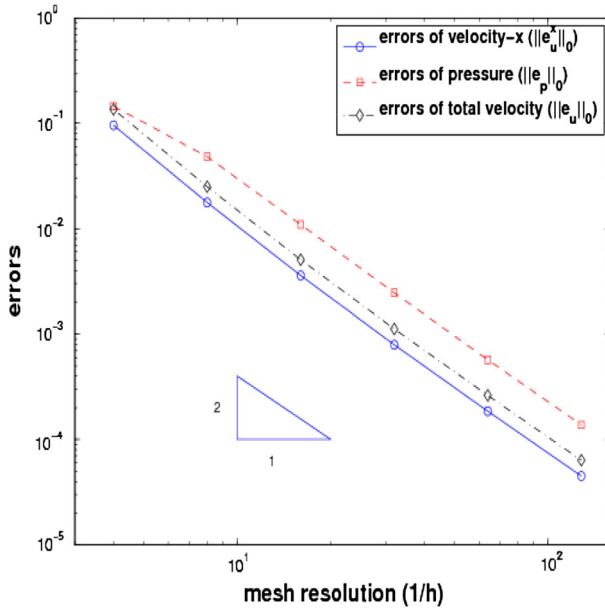 10^0
10^-1
10^-2
10^-3
10^-4
10^-5
errors
errors of velocity-x (||e_u^x||_0)
errors of pressure (||e_p||_0)
errors of total velocity (||e_u||_0)
2
1
10^1
10^2
mesh resolution (1/h)